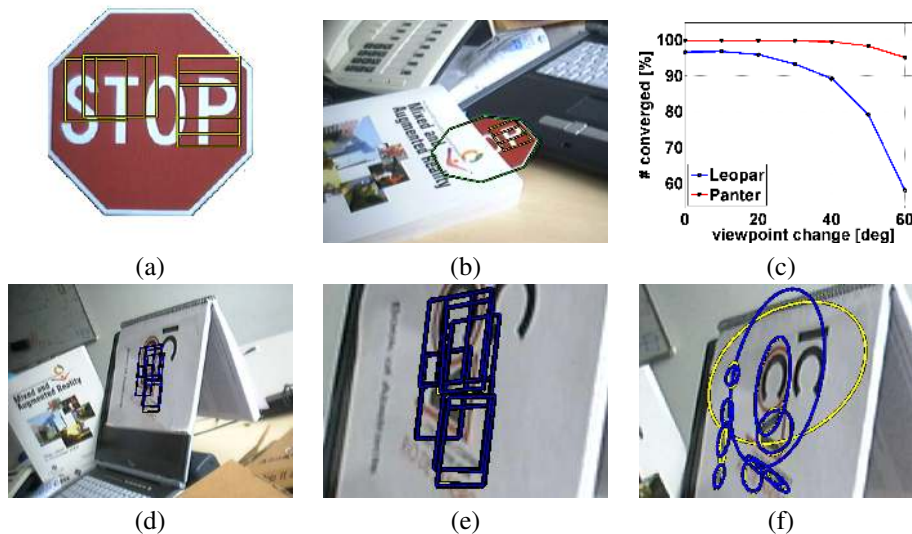 STOP
Mixed and
Augmented Reality
P
100
90
80
70
60
# converged [%]
Leopar
Panter
0
20
40
60
viewpoint change [deg]
(a)
(b)
(c)
Mixed and
Augmented Reality
(d)
(e)
(f)